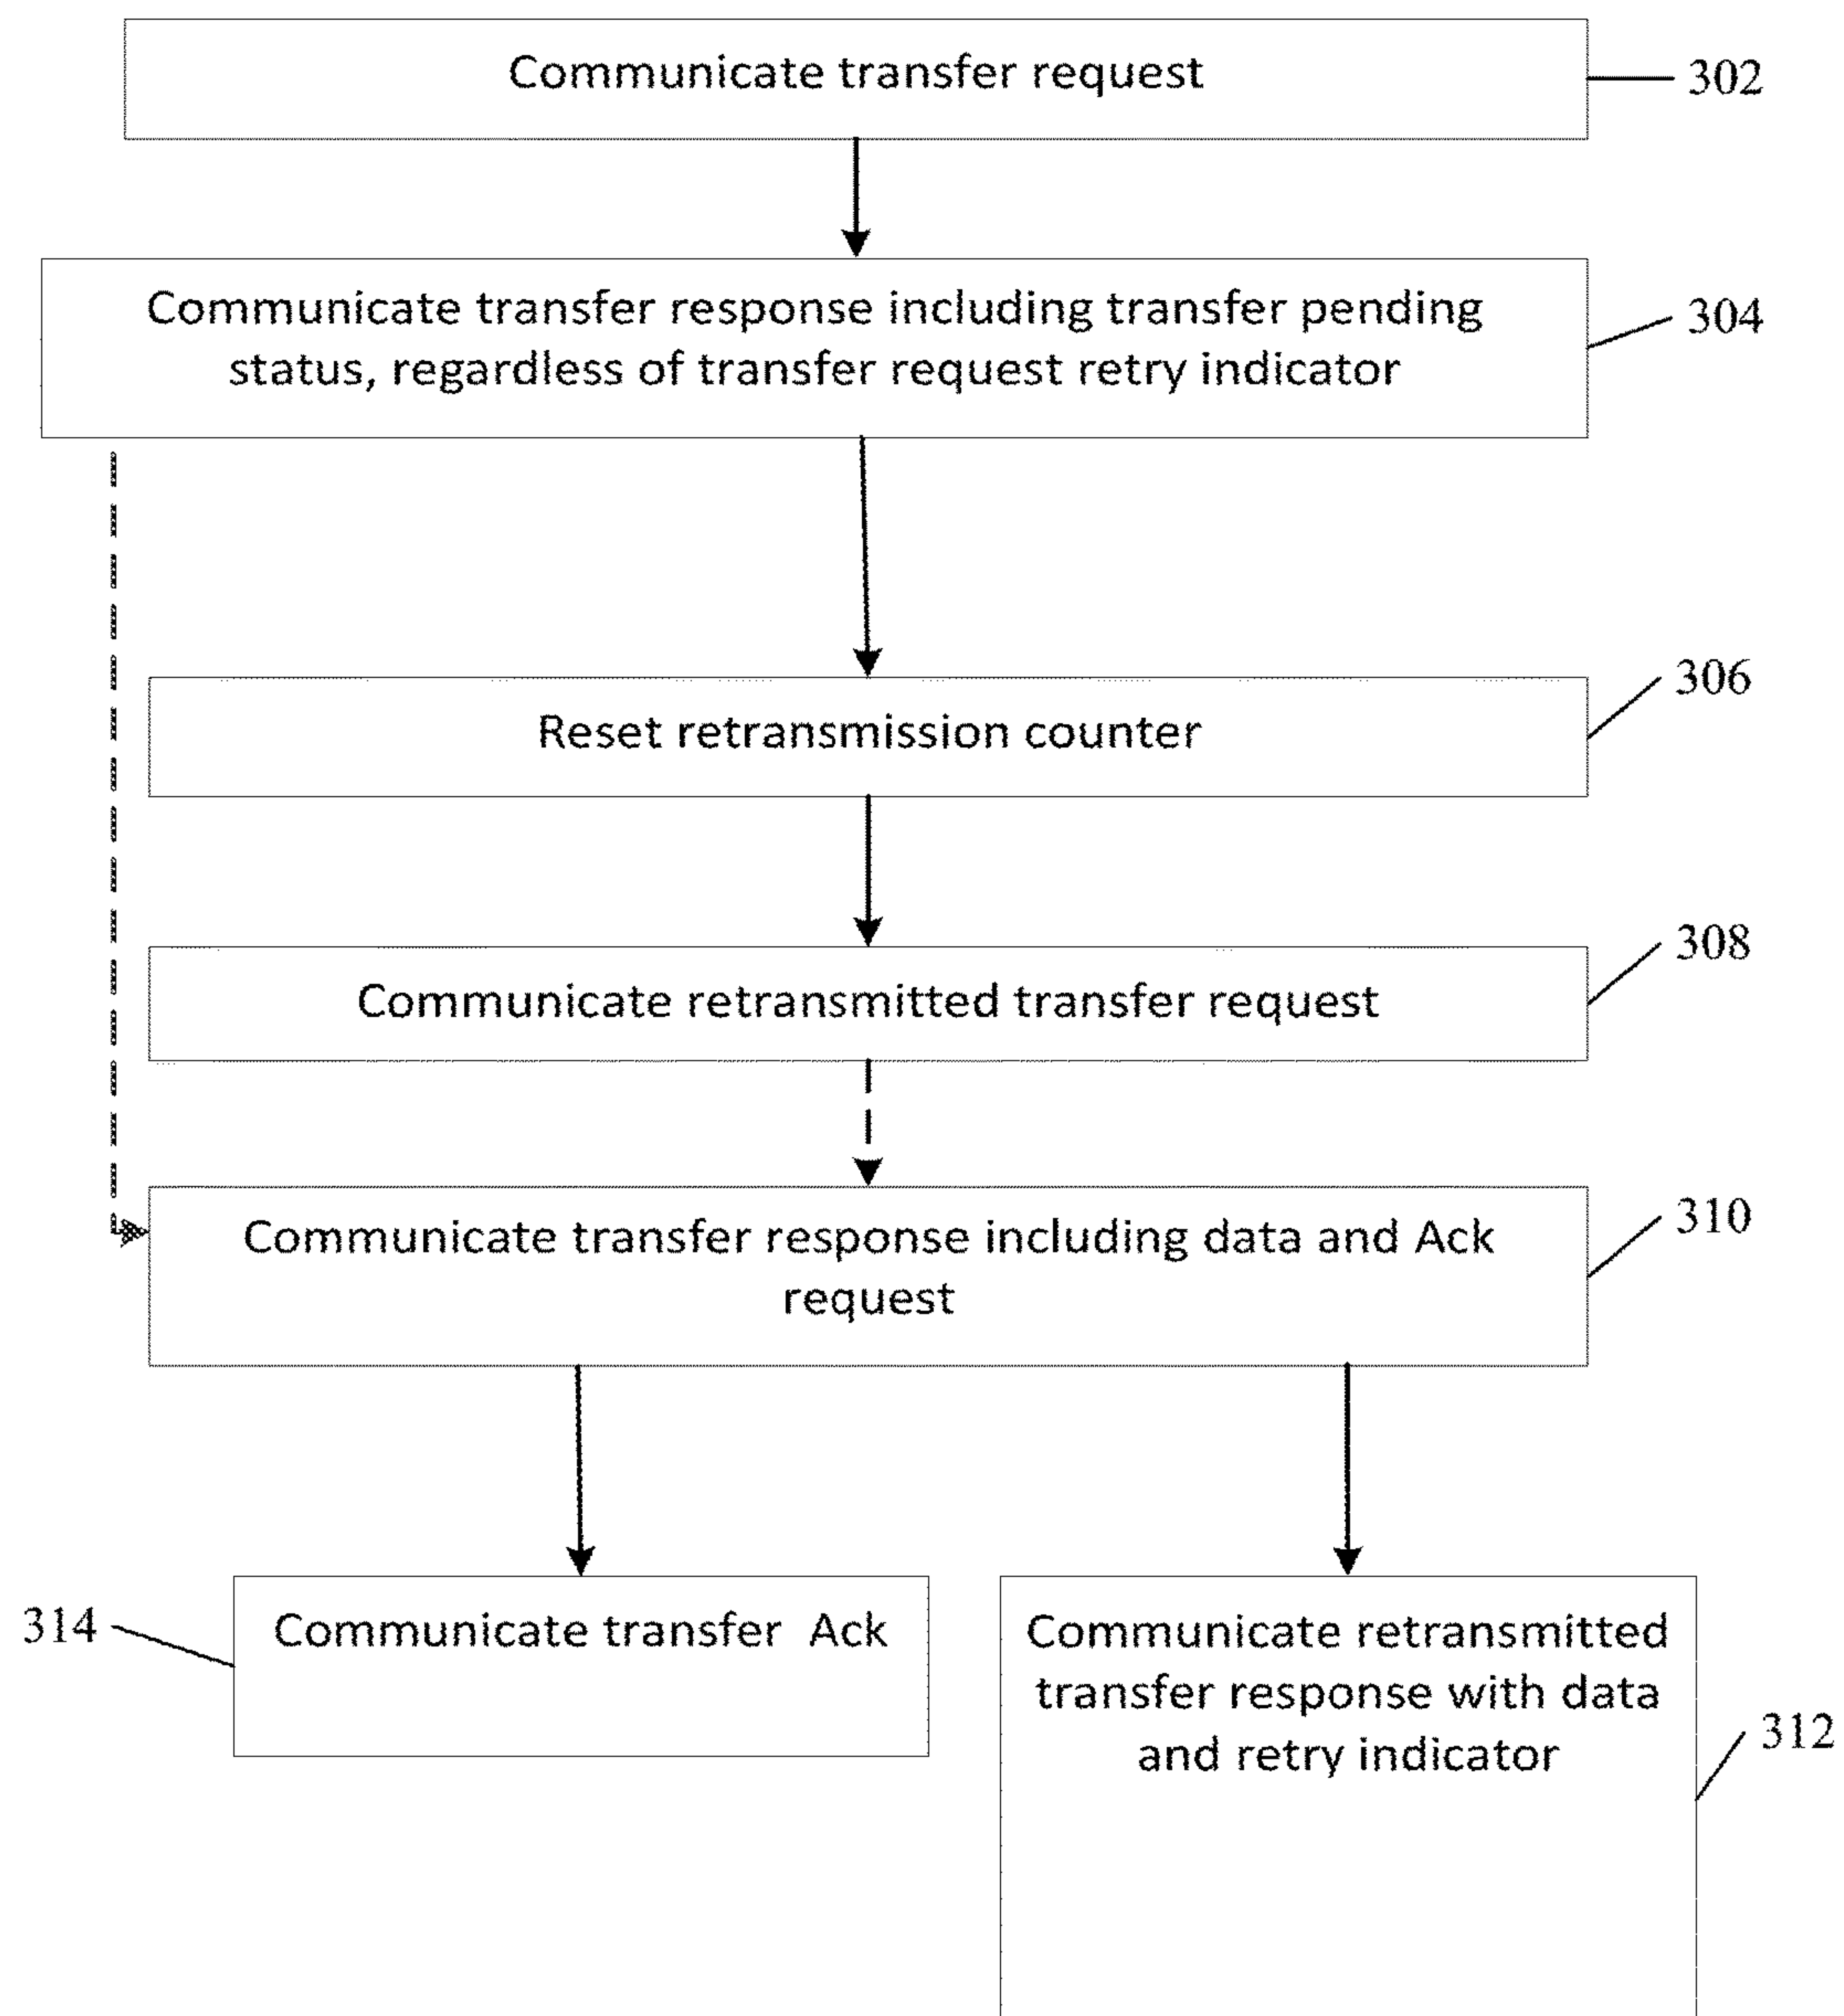 Communicate transfer request
302
Communicate transfer response including transfer pending
status, regardless of transfer request retry indicator
304
Reset retransmission counter
306
Communicate retransmitted transfer request
308
Communicate transfer response including data and Ack
request
310
314
Communicate transfer Ack
Communicate retransmitted
transfer response with data
and retry indicator
312